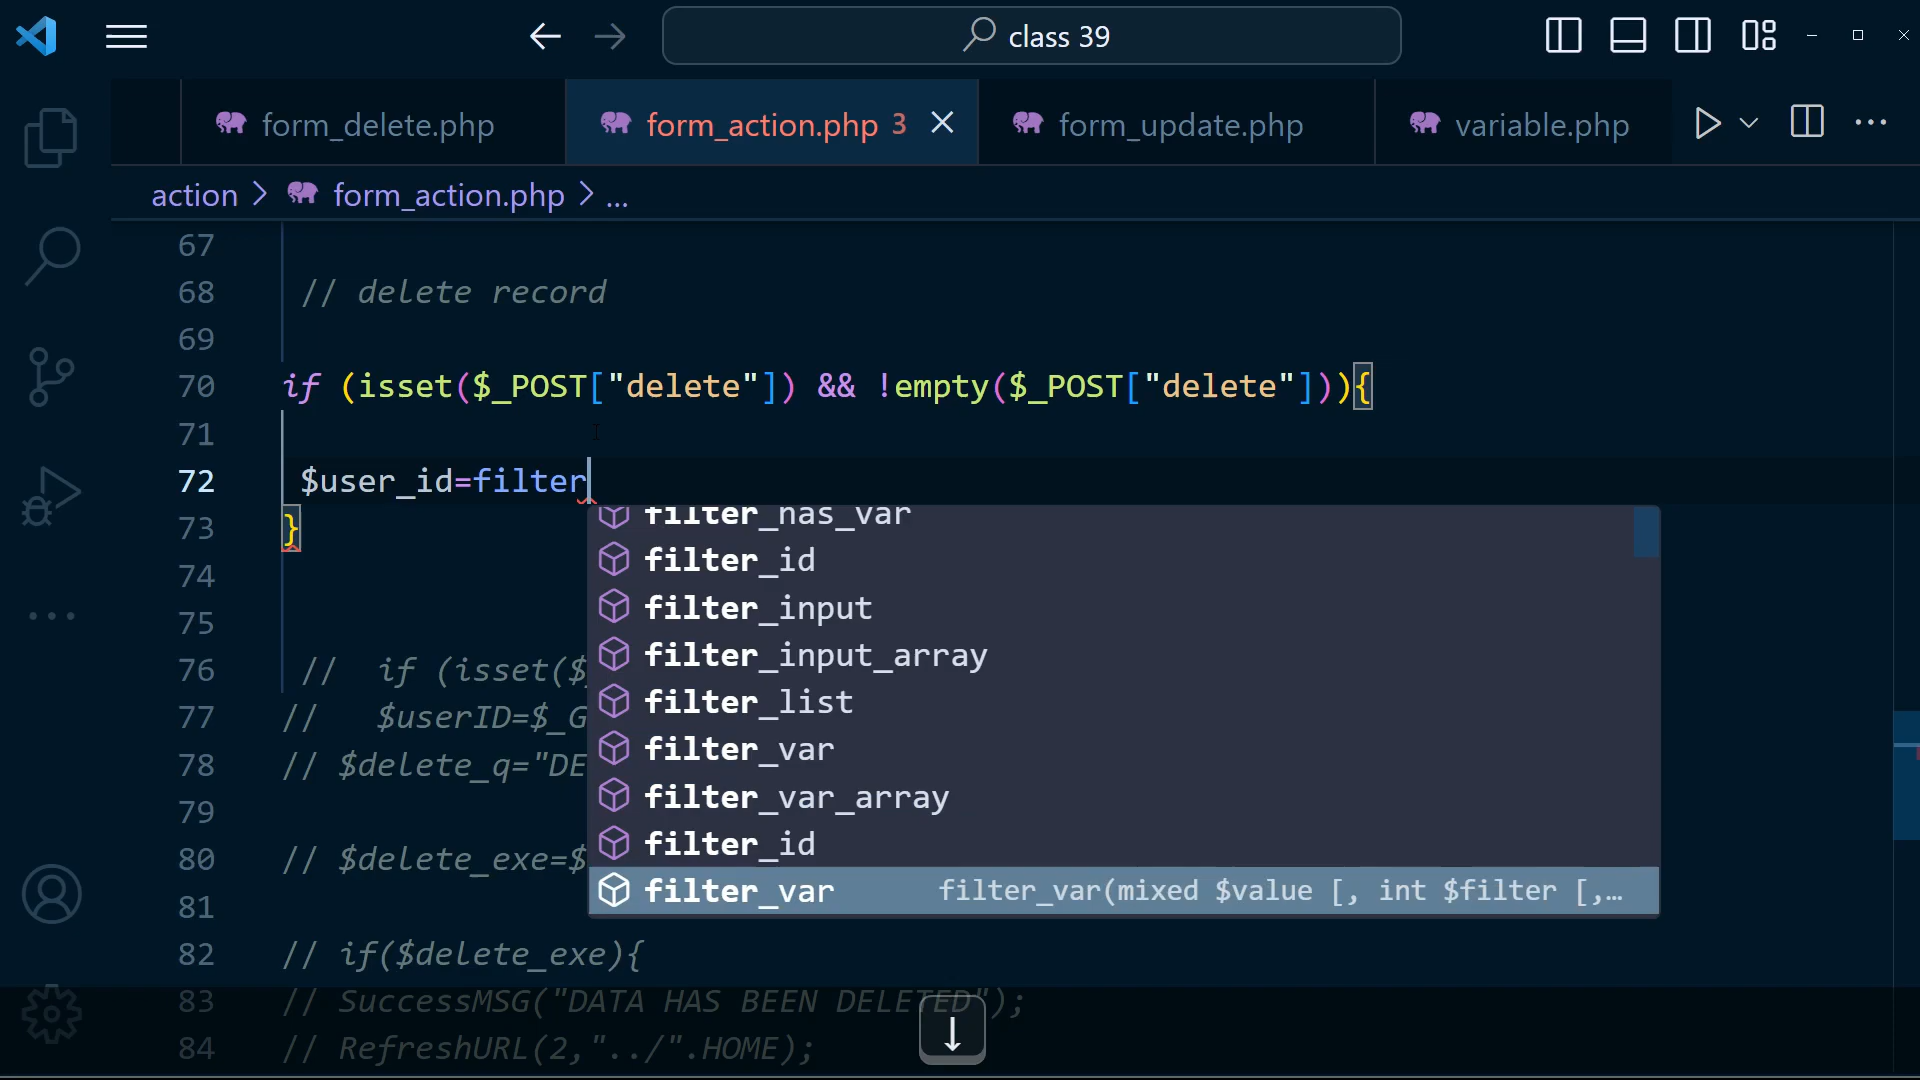 class 39
form_delete.php
form_action.php 3
form_update.php
variable.php
action > form_action.php > ...
67
68 // delete record
69
70 if (isset($_POST["delete"]) && !empty($_POST["delete"])){
71
72 $user_id=filter
73 }
74
75
76 // if (isset($
77 // $userID=$_G
78 // $delete_q="DE
79
80 // $delete_exe=$
81
82 // if($delete_exe){
83 // SuccessMSG("DATA HAS BEEN DELETED");
84 // RefreshURL(2,"../".HOME);
filter_has_var
filter_id
filter_input
filter_input_array
filter_list
filter_var
filter_var_array
filter_id
filter_var filter_var(mixed $value [, int $filter [,…
↓